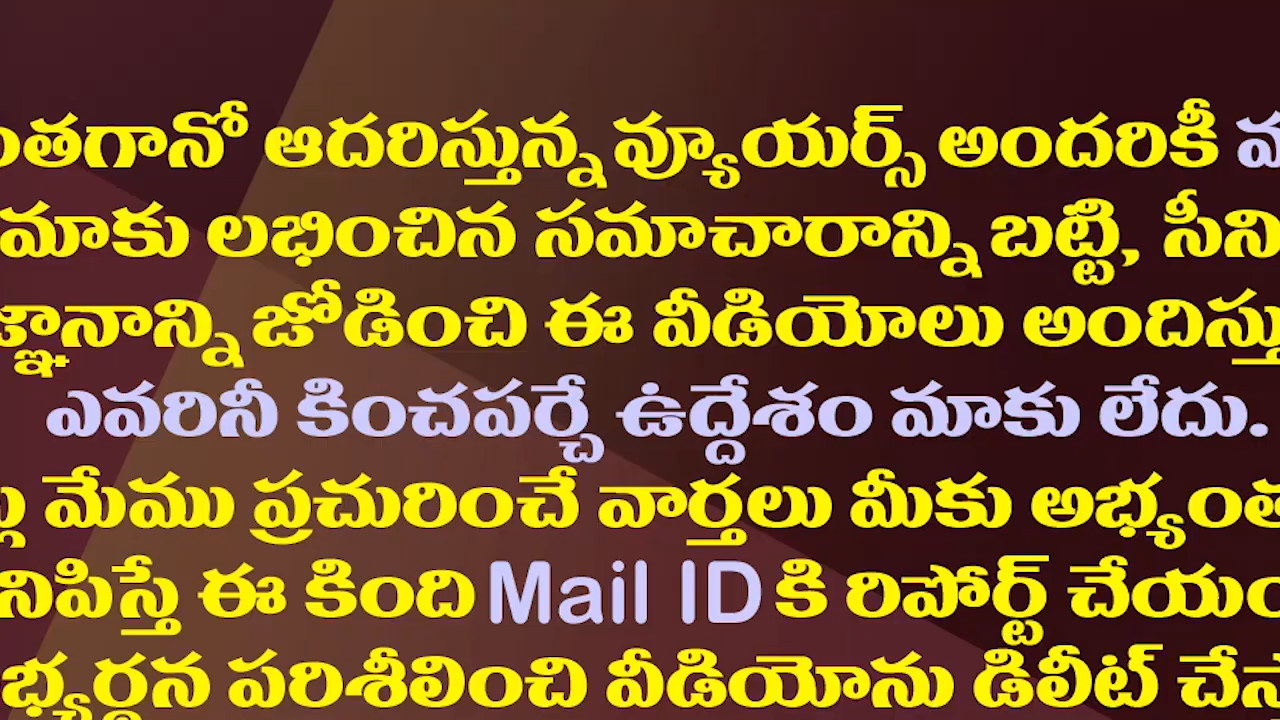 ంతగానో ఆదరిస్తున్న వ్యూయర్స్ అందరికీ
మాకు లభించిన సమాచారాన్ని బట్టి, సీని
జ్ఞానాన్ని జోడించి ఈ వీడియోలు అందిస్తు
ఎవరినీ కించపర్చే ఉద్దేశం మాకు లేదు.
మేము ప్రచురించే వార్తలు మీకు అభ్యంత
నిపిస్తే ఈ కింది Mail ID కి రిపోర్ట్ చేయం
భ్యర్థన పరిశీలించి వీడియోను డిలీట్ చేస